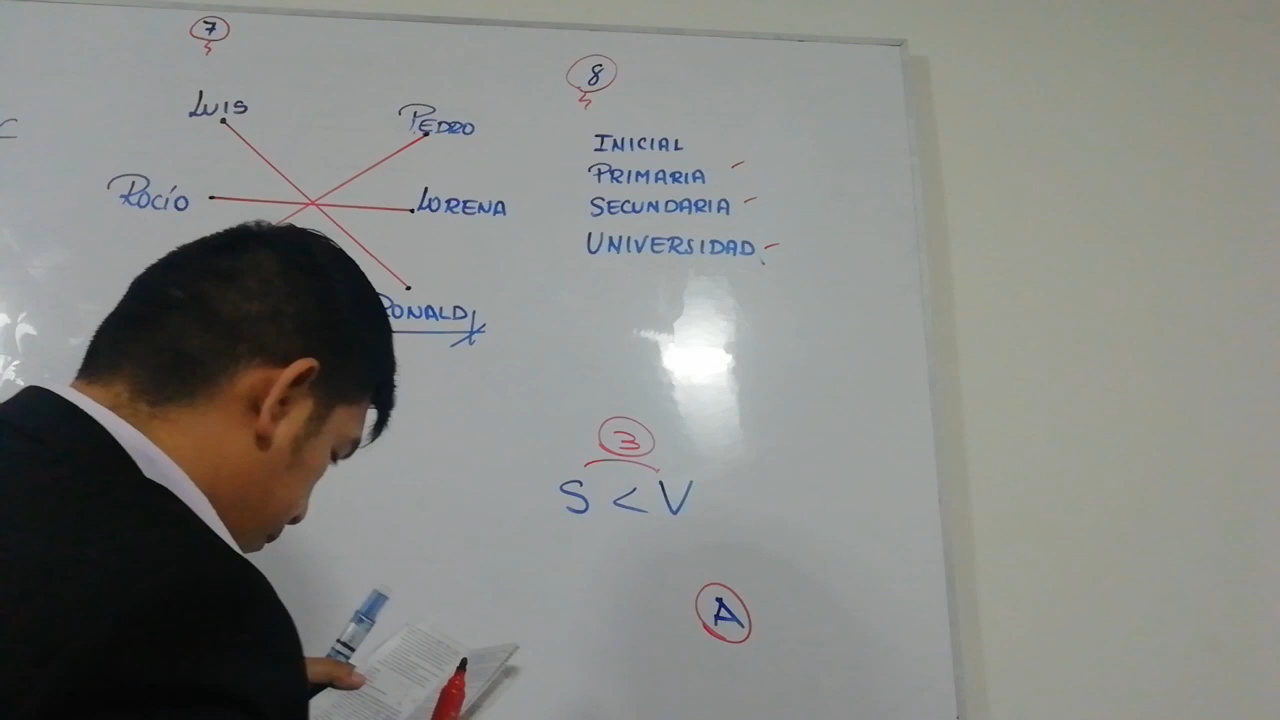 7
LUIS
PEDRO
ROCÍO
LORENA
RONALD
8
INICIAL
PRIMARIA
SECUNDARIA
UNIVERSIDAD
3
S < V
A